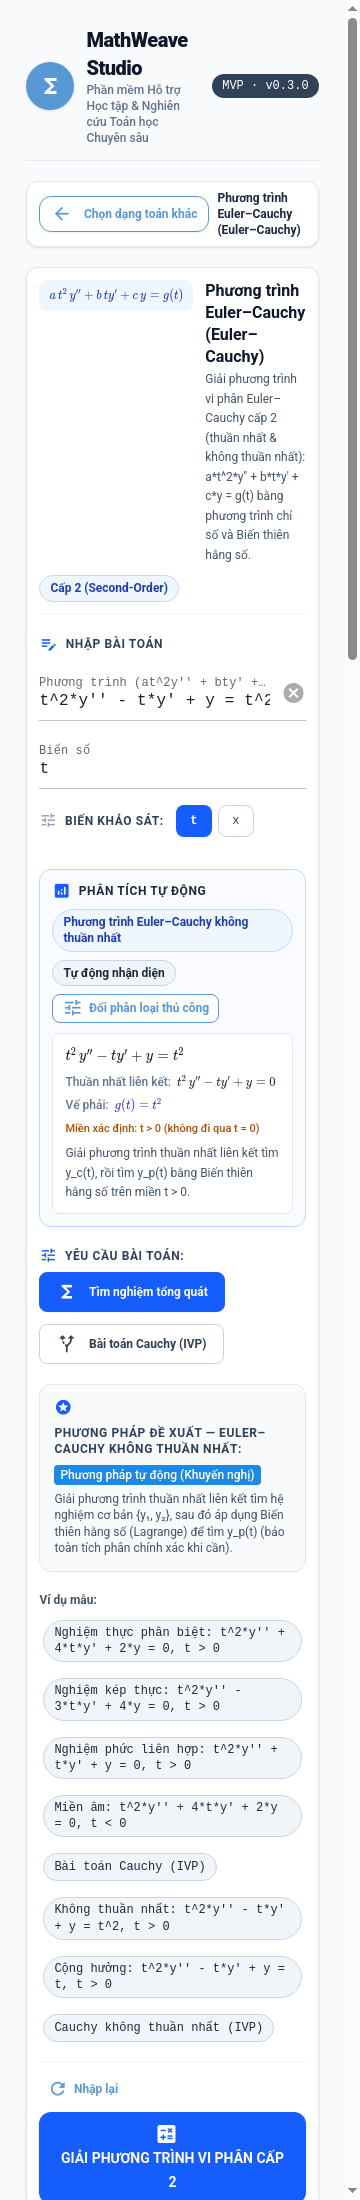 MathWeave
Studio
Phần mềm Hỗ trợ
Học tập & Nghiên
cứu Toán học
Chuyên sâu
MVP · v0.3.0
Chọn dạng toán khác
Phương trình
Euler–Cauchy
(Euler–Cauchy)
a t² y′′ + b t y′ + c y = g(t)
Phương trình
Euler–Cauchy
(Euler–
Cauchy)
Giải phương trình
vi phân Euler–
Cauchy cấp 2
(thuần nhất &
không thuần nhất):
a*t^2*y'' + b*t*y' +
c*y = g(t) bằng
phương trình chỉ
số và Biến thiên
hằng số.
Cấp 2 (Second-Order)
NHẬP BÀI TOÁN
Phương trình (at^2y'' + bty' +…
t^2*y'' - t*y' + y = t^2
Biến số
t
BIẾN KHẢO SÁT:
t
x
PHÂN TÍCH TỰ ĐỘNG
Phương trình Euler–Cauchy không
thuần nhất
Tự động nhận diện
Đổi phân loại thủ công
t² y′′ − ty′ + y = t²
Thuần nhất liên kết: t² y′′ − ty′ + y = 0
Vế phải: g(t) = t²
Miền xác định: t > 0 (không đi qua t = 0)
Giải phương trình thuần nhất liên kết tìm
y_c(t), rồi tìm y_p(t) bằng Biến thiên
hằng số trên miền t > 0.
YÊU CẦU BÀI TOÁN:
Tìm nghiệm tổng quát
Bài toán Cauchy (IVP)
PHƯƠNG PHÁP ĐỀ XUẤT — EULER–
CAUCHY KHÔNG THUẦN NHẤT:
Phương pháp tự động (Khuyến nghị)
Giải phương trình thuần nhất liên kết tìm hệ
nghiệm cơ bản {y₁, y₂}, sau đó áp dụng Biến
thiên hằng số (Lagrange) để tìm y_p(t) (bảo
toàn tích phân chính xác khi cần).
Ví dụ mẫu:
Nghiệm thực phân biệt: t^2*y'' +
4*t*y' + 2*y = 0, t > 0
Nghiệm kép thực: t^2*y'' -
3*t*y' + 4*y = 0, t > 0
Nghiệm phức liên hợp: t^2*y'' +
t*y' + y = 0, t > 0
Miền âm: t^2*y'' + 4*t*y' + 2*y
= 0, t < 0
Bài toán Cauchy (IVP)
Không thuần nhất: t^2*y'' - t*y'
+ y = t^2, t > 0
Cộng hưởng: t^2*y'' - t*y' + y =
t, t > 0
Cauchy không thuần nhất (IVP)
Nhập lại
GIẢI PHƯƠNG TRÌNH VI PHÂN CẤP
2